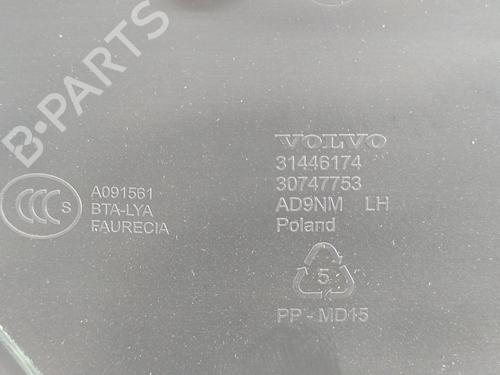 B-PARTS
VOLVO
31446174
30747753
AD9NM LH
Poland
5
PP - MD15
S
A091561
BTA-LYA
FAURECIA